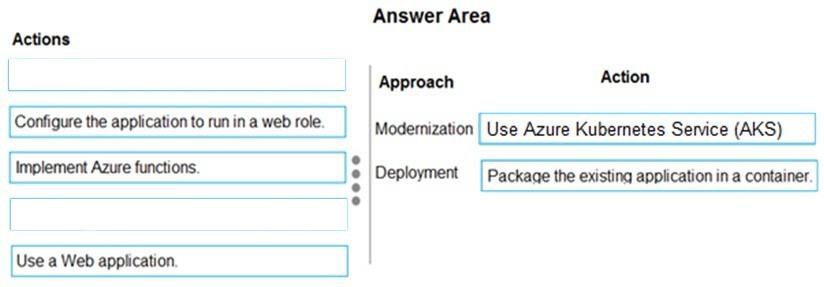 Answer Area
Actions
Configure the application to run in a web role.
Implement Azure functions.
Use a Web application.
Approach
Action
Modernization
Use Azure Kubernetes Service (AKS)
Deployment
Package the existing application in a container.